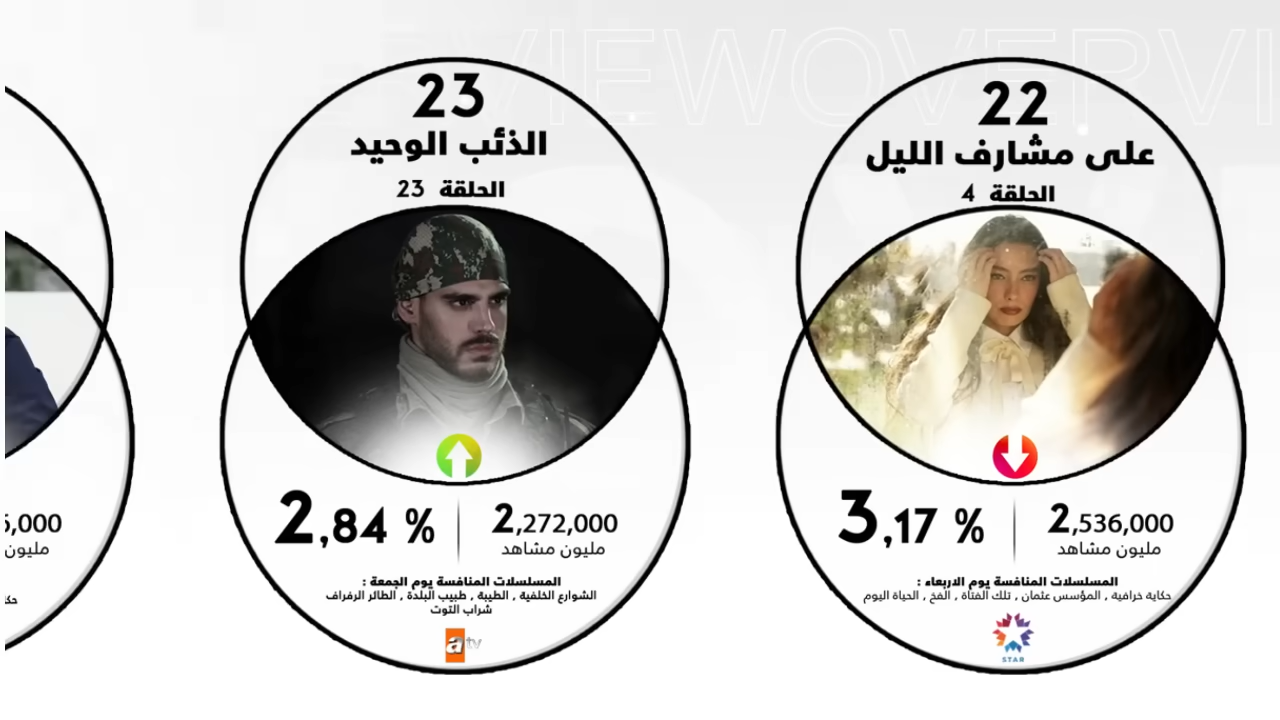 VIEWOVERVI
22
على مشارف الليل
الحلقة 4
3,17 %
2,536,000
مليون مشاهد
المسلسلات المنافسة يوم الاربعاء :
حكاية خرافية , المؤسس عثمان , تلك الفتاة , الفخ , الحياة اليوم
STAR
23
الذئب الوحيد
الحلقة 23
2,84 %
2,272,000
مليون مشاهد
المسلسلات المنافسة يوم الجمعة :
الشوارع الخلفية , الطيبة , طبيب البلدة , الطائر الرفراف
شراب التوت
atv
6,000
مليون
حكا